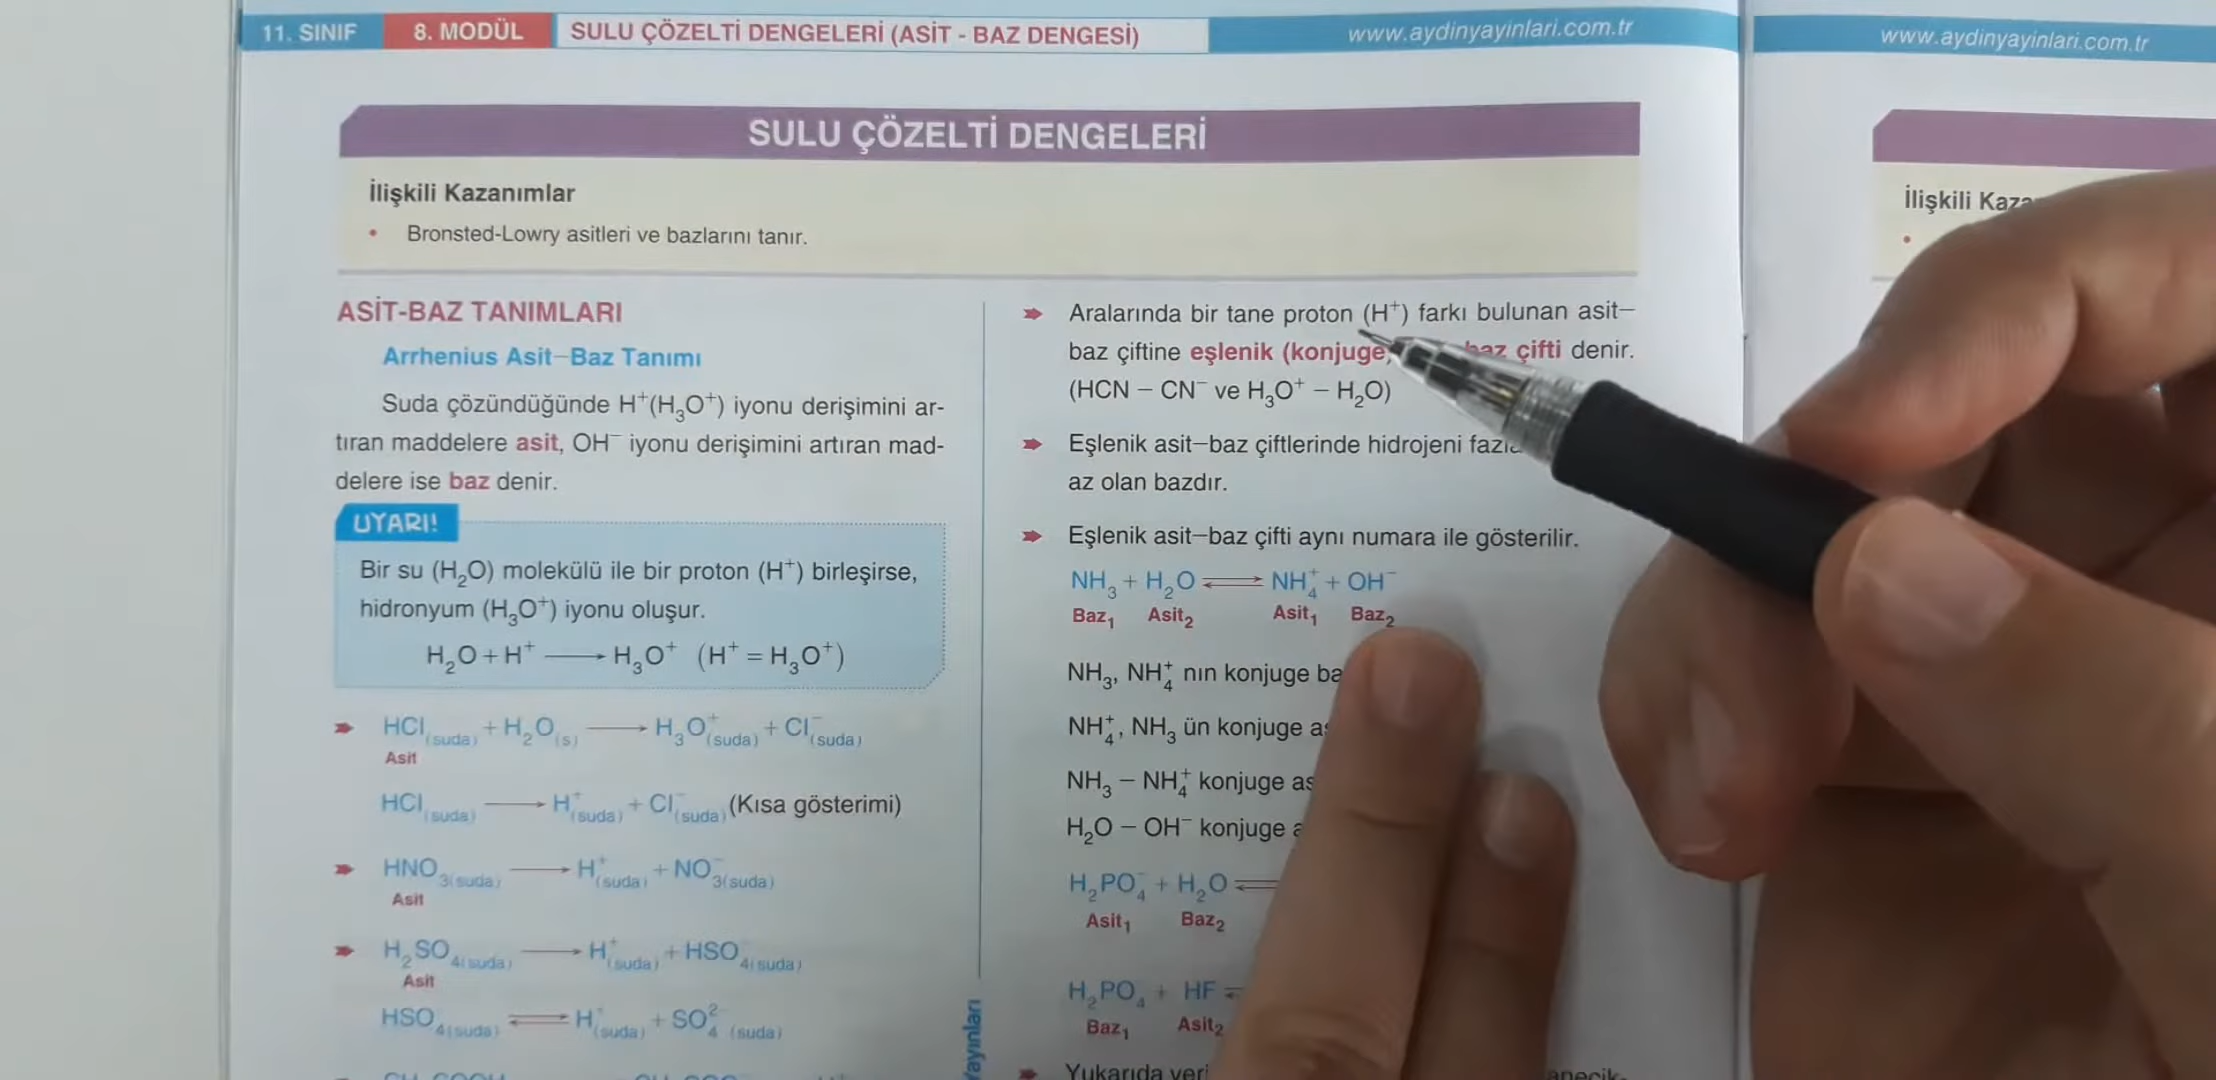 11. SINIF 8. MODÜL SULU ÇÖZELTİ DENGELERİ (ASİT - BAZ DENGESİ) www.aydinyayinlari.com.tr
SULU ÇÖZELTİ DENGELERİ
İlişkili Kazanımlar
• Bronsted-Lowry asitleri ve bazlarını tanır.
ASİT-BAZ TANIMLARI
Arrhenius Asit–Baz Tanımı
Suda çözündüğünde H⁺(H₃O⁺) iyonu derişimini ar-
tıran maddelere asit, OH⁻ iyonu derişimini artıran mad-
delere ise baz denir.
UYARI!
Bir su (H₂O) molekülü ile bir proton (H⁺) birleşirse,
hidronyum (H₃O⁺) iyonu oluşur.
H₂O + H⁺ ⟶ H₃O⁺ (H⁺ = H₃O⁺)
HCl(suda) + H₂O(s) ⟶ H₃O⁺(suda) + Cl⁻(suda)
Asit
HCl(suda) ⟶ H⁺(suda) + Cl⁻(suda) (Kısa gösterimi)
HNO₃(suda) ⟶ H⁺(suda) + NO₃⁻(suda)
Asit
H₂SO₄(suda) ⟶ H⁺(suda) + HSO₄⁻(suda)
Asit
HSO₄⁻(suda) ⇌ H⁺(suda) + SO₄²⁻(suda)
Yayınları
Aralarında bir tane proton (H⁺) farkı bulunan asit–
baz çiftine eşlenik (konjuge) baz çifti denir.
(HCN – CN⁻ ve H₃O⁺ – H₂O)
Eşlenik asit–baz çiftlerinde hidrojeni
az olan bazdır.
Eşlenik asit–baz çifti aynı numara ile gösterilir.
NH₃ + H₂O ⇌ NH₄⁺ + OH⁻
Baz₁ Asit₂ Asit₁ Baz₂
NH₃, NH₄⁺ nın konjuge
NH₄⁺, NH₃ ün konjuge
NH₃ – NH₄⁺ konjuge
H₂O – OH⁻ konjuge
H₂PO₄⁻ + H₂O ⇌
Asit₁ Baz₂
H₂PO₄⁻ + HF ⇌
Baz₁ Asit₂
Yukarıda
www.aydinyayinlari.com.tr
İlişkili
•